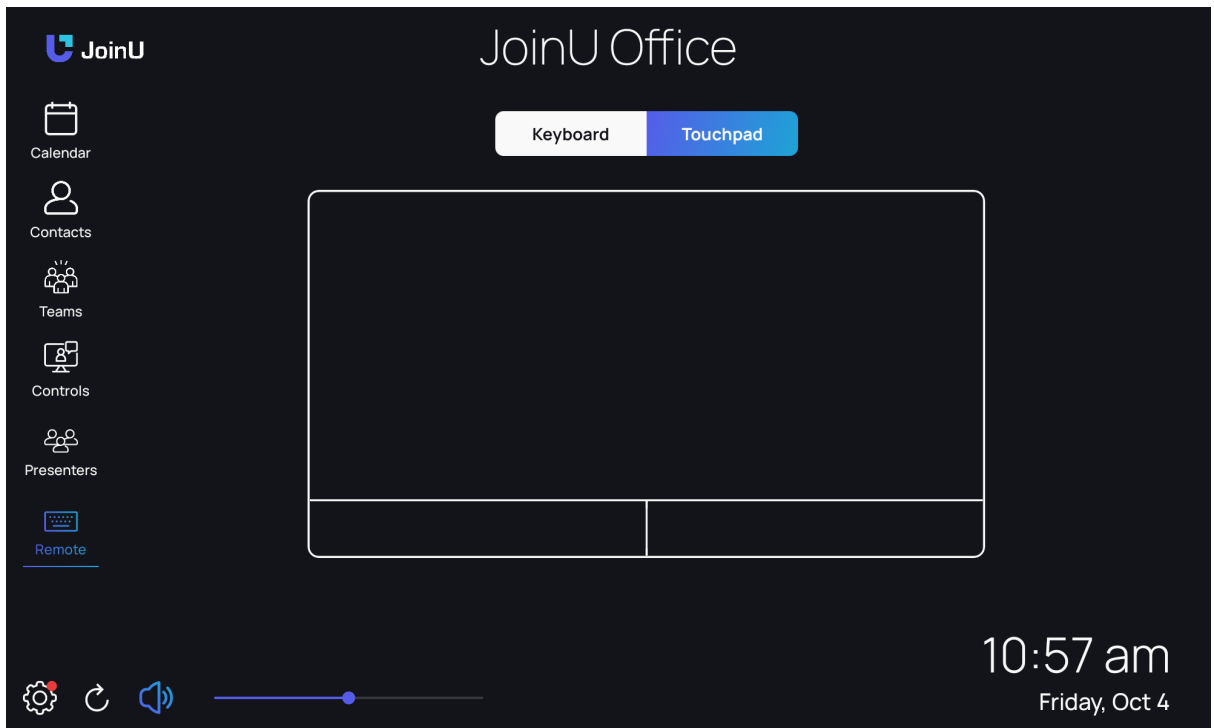 JoinU
JoinU Office
Keyboard
Touchpad
Calendar
Contacts
Teams
Controls
Presenters
Remote
10:57 am
Friday, Oct 4